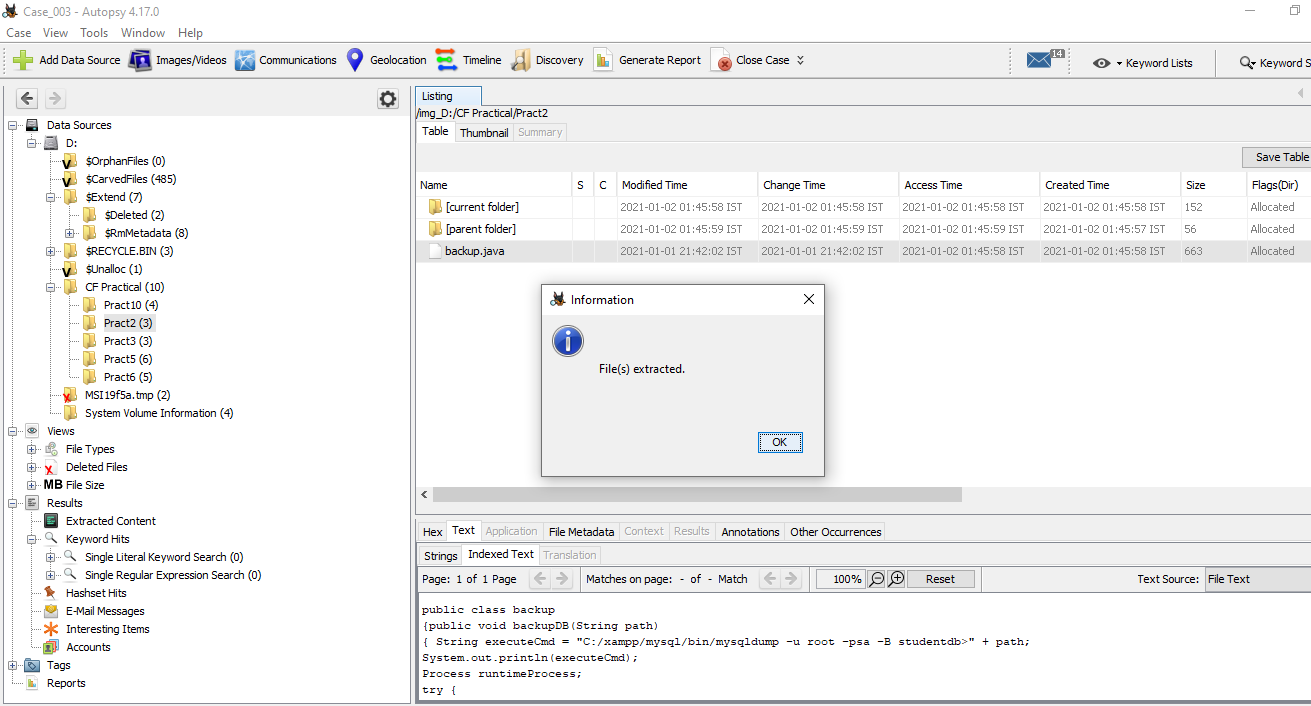 Case_003 - Autopsy 4.17.0
Case View Tools Window Help
Add Data Source Images/Videos Communications Geolocation Timeline Discovery Generate Report Close Case 14 Keyword Lists Keyword S
Data Sources
D:
$OrphanFiles (0)
$CarvedFiles (485)
$Extend (7)
$Deleted (2)
$RmMetadata (8)
$RECYCLE.BIN (3)
$Unalloc (1)
CF Practical (10)
Pract10 (4)
Pract2 (3)
Pract3 (3)
Pract5 (6)
Pract6 (5)
MSI19f5a.tmp (2)
System Volume Information (4)
Views
File Types
Deleted Files
MB File Size
Results
Extracted Content
Keyword Hits
Single Literal Keyword Search (0)
Single Regular Expression Search (0)
Hashset Hits
E-Mail Messages
Interesting Items
Accounts
Tags
Reports
Listing
/img_D:/CF Practical/Pract2
Table Thumbnail Summary
Save Table
Name S C Modified Time Change Time Access Time Created Time Size Flags(Dir)
[current folder] 2021-01-02 01:45:58 IST 2021-01-02 01:45:58 IST 2021-01-02 01:45:58 IST 2021-01-02 01:45:58 IST 152 Allocated
[parent folder] 2021-01-02 01:45:59 IST 2021-01-02 01:45:59 IST 2021-01-02 01:45:59 IST 2021-01-02 01:45:57 IST 56 Allocated
backup.java 2021-01-01 21:42:02 IST 2021-01-01 21:42:02 IST 2021-01-02 01:45:58 IST 2021-01-02 01:45:58 IST 663 Allocated
Information
File(s) extracted.
OK
Hex Text Application File Metadata Context Results Annotations Other Occurrences
Strings Indexed Text Translation
Page: 1 of 1 Page Matches on page: - of - Match 100% Reset Text Source: File Text
public class backup
{public void backupDB(String path)
{ String executeCmd = "C:/xampp/mysql/bin/mysqldump -u root -psa -B studentdb>" + path;
System.out.println(executeCmd);
Process runtimeProcess;
try {